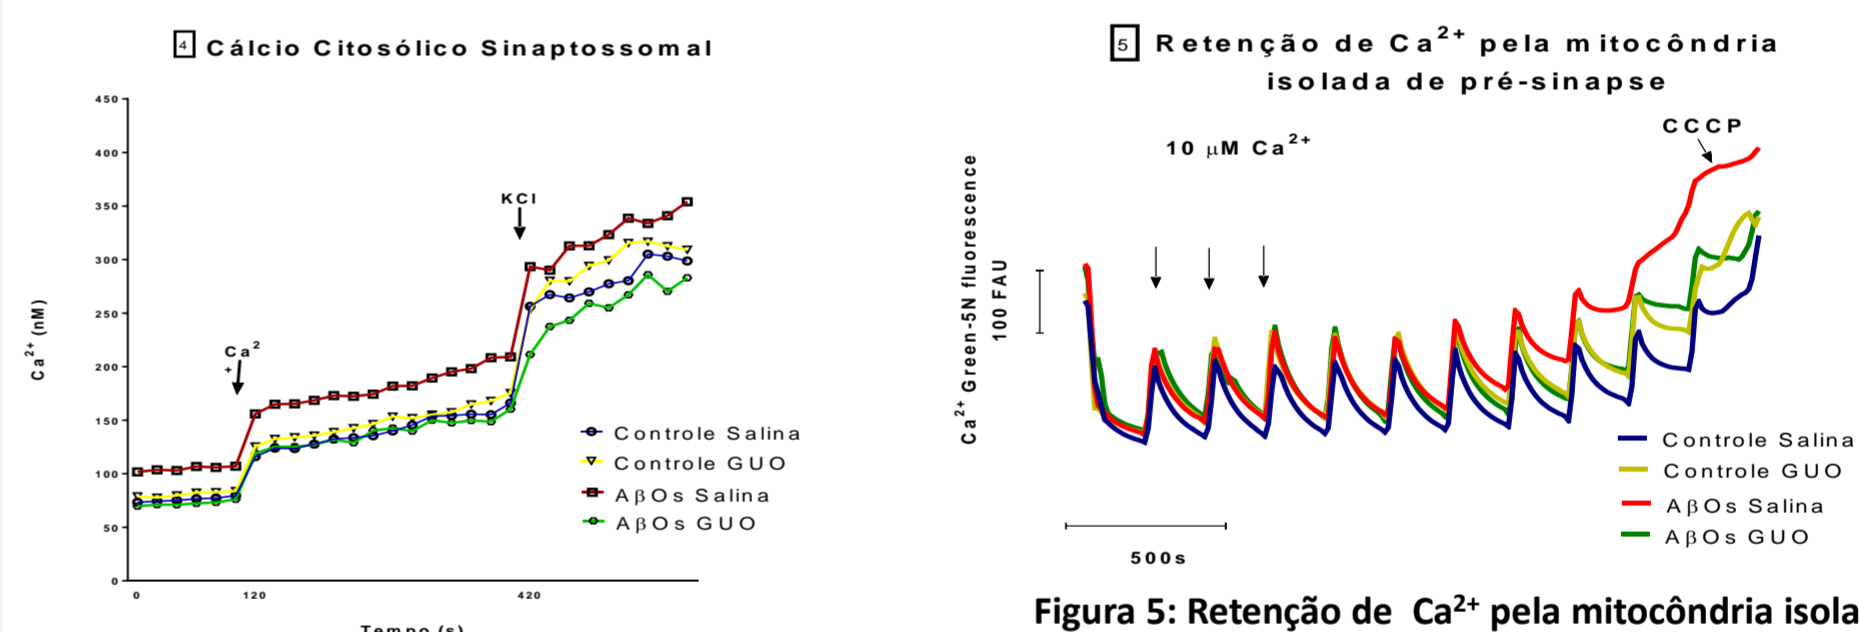 4 Cálcio Citosólico Sinaptossomal
Ca²⁺ (nM)
450
400
350
300
250
200
150
100
50
0
Ca²
+
KCl
0 120 420
Tempo (s)
Controle Salina
Controle GUO
AβOs Salina
AβOs GUO
5 Retenção de Ca²⁺ pela mitocôndria
isolada de pré-sinapse
Ca²⁺ Green-5N fluorescence
100 FAU
10 µM Ca²⁺
CCCP
500s
Controle Salina
Controle GUO
AβOs Salina
AβOs GUO
Figura 5: Retenção de Ca²⁺ pela mitocôndria isola